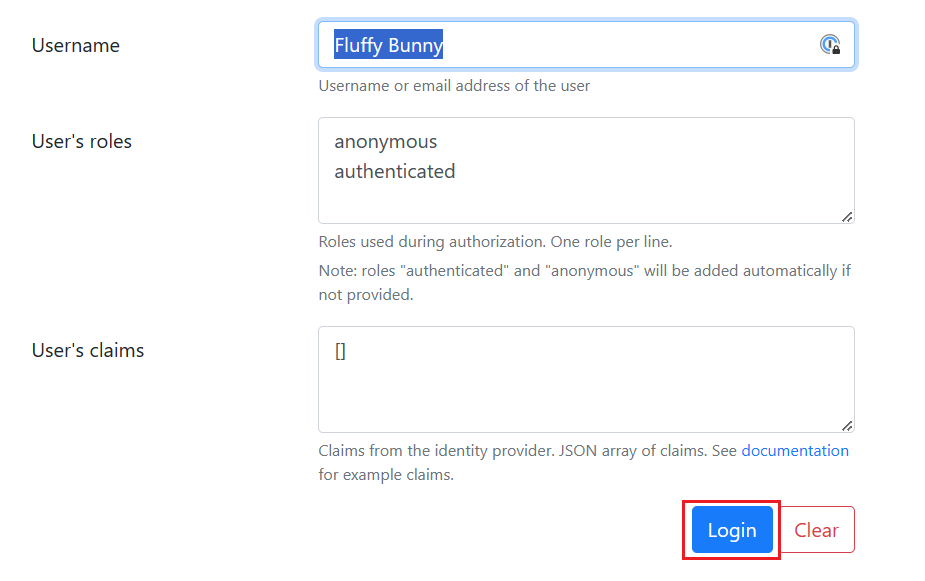 Username
Fluffy Bunny
Username or email address of the user
User's roles
anonymous
authenticated
Roles used during authorization. One role per line.
Note: roles "authenticated" and "anonymous" will be added automatically if
not provided.
User's claims
[]
Claims from the identity provider. JSON array of claims. See documentation
for example claims.
Login
Clear